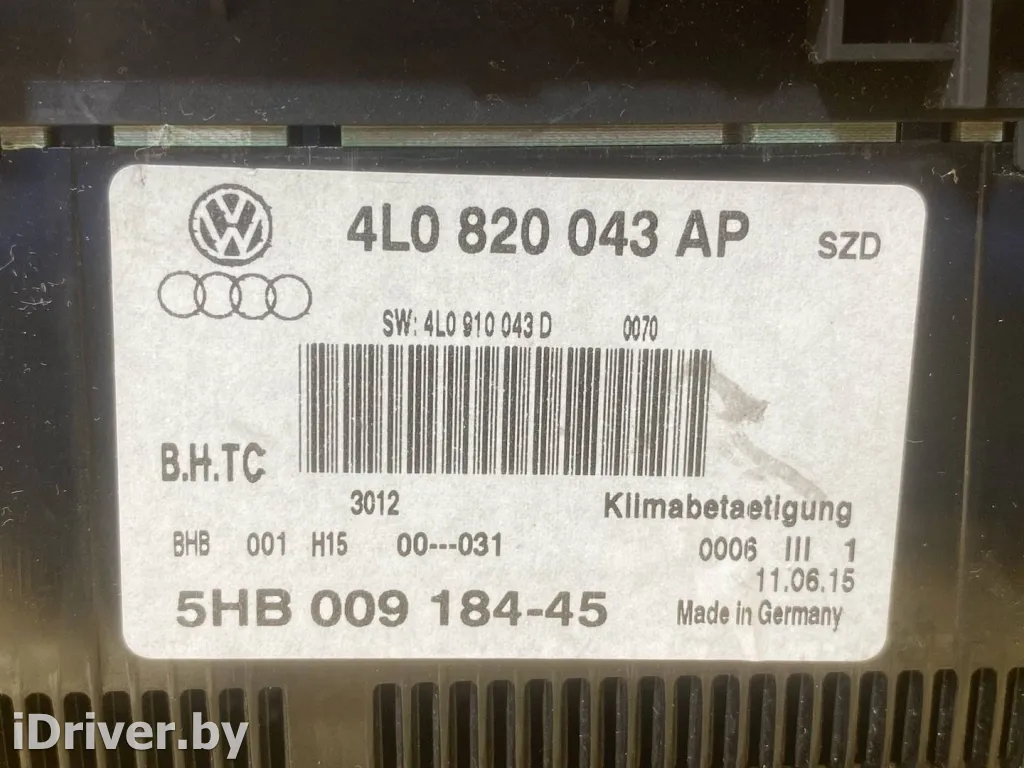 4L0 820 043 AP SZD
SW: 4L0 910 043 D 0070
B.H.TC
3012 Klimabetaetigung
BHB 001 H15 00---031 0006 III 1
11.06.15
5HB 009 184-45 Made in Germany
iDriver.by